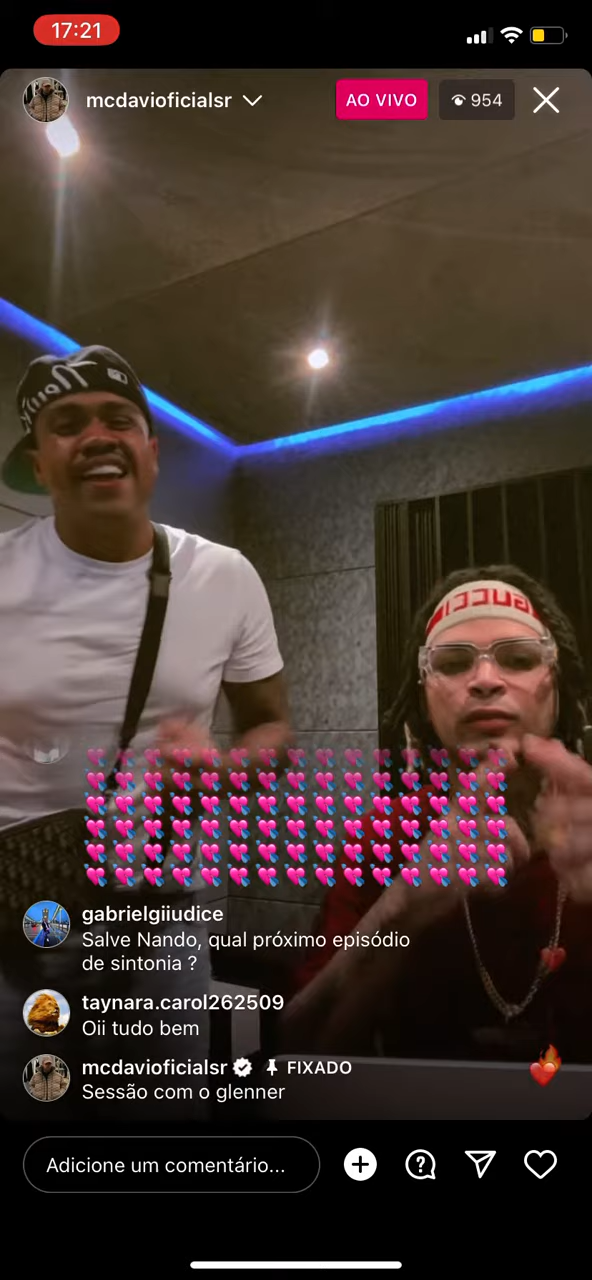 17:21
mcdavioficialsr
AO VIVO
954
GUCCI
gabrielgiiudice
Salve Nando, qual próximo episódio
de sintonia ?
taynara.carol262509
Oii tudo bem
mcdavioficialsr FIXADO
Sessão com o glenner
Adicione um comentário...